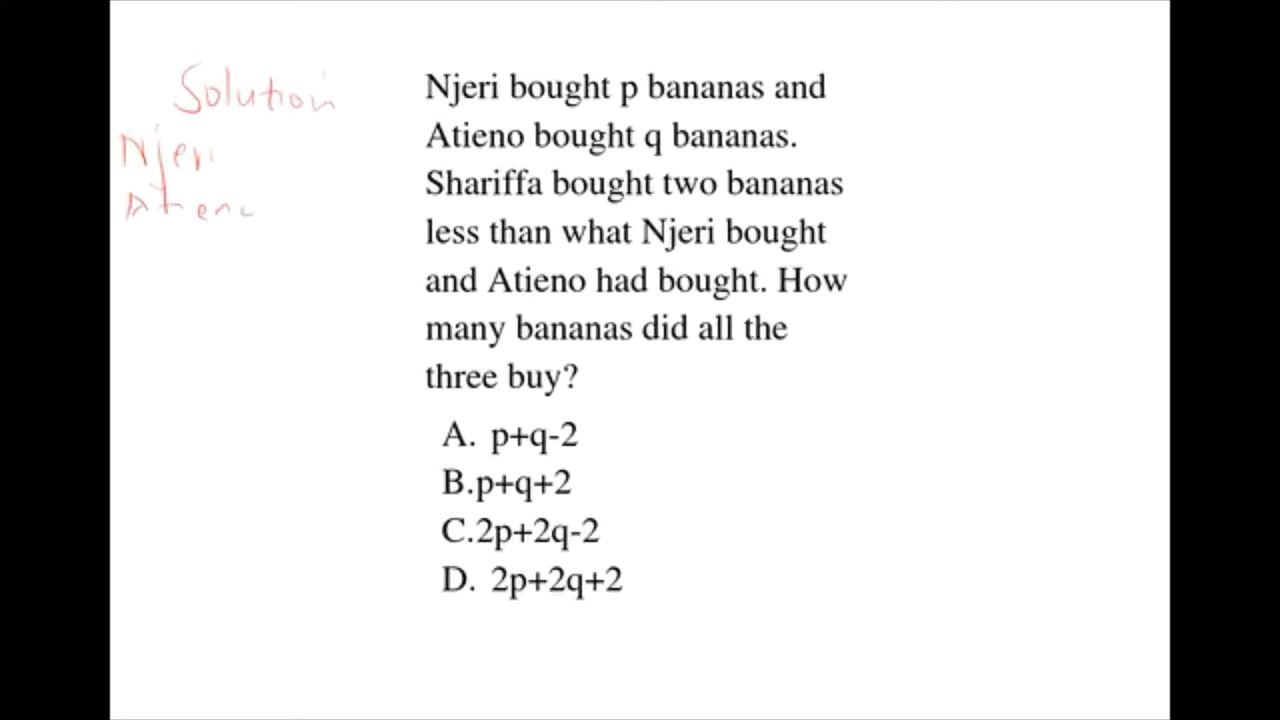 Solution
Njeri
Atieno
Njeri bought p bananas and
Atieno bought q bananas.
Shariffa bought two bananas
less than what Njeri bought
and Atieno had bought. How
many bananas did all the
three buy?
A. p+q-2
B.p+q+2
C.2p+2q-2
D. 2p+2q+2